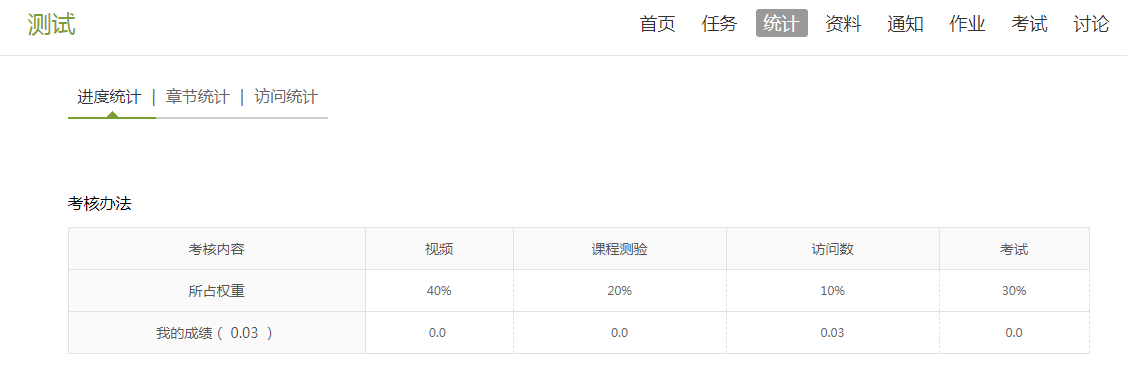 测试 首页 任务 统计 资料 通知 作业 考试 讨论
进度统计 | 章节统计 | 访问统计
考核办法
考核内容 视频 课程测验 访问数 考试
所占权重 40% 20% 10% 30%
我的成绩（ 0.03 ） 0.0 0.0 0.03 0.0